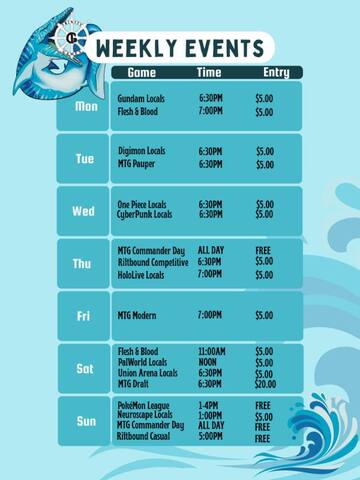 WEEKLY EVENTS
Game Time Entry
Mon
Gundam Locals 6:30PM $5.00
Flesh & Blood 7:00PM $5.00
Tue
Digimon Locals 6:30PM $5.00
MTG Pauper 6:30PM $5.00
Wed
One Piece Locals 6:30PM $5.00
CyberPunk Locals 6:30PM $5.00
Thu
MTG Commander Day ALL DAY FREE
Riftbound Competitive 6:30PM $5.00
HoloLive Locals 7:00PM $5.00
Fri
MTG Modern 7:00PM $5.00
Sat
Flesh & Blood 11:00AM $5.00
PalWorld Locals NOON $5.00
Union Arena Locals 6:30PM $5.00
MTG Draft 6:30PM $20.00
Sun
PokéMon League 1-4PM FREE
Neuroscape Locals 1:00PM $5.00
MTG Commander Day ALL DAY FREE
Riftbound Casual 5:00PM FREE